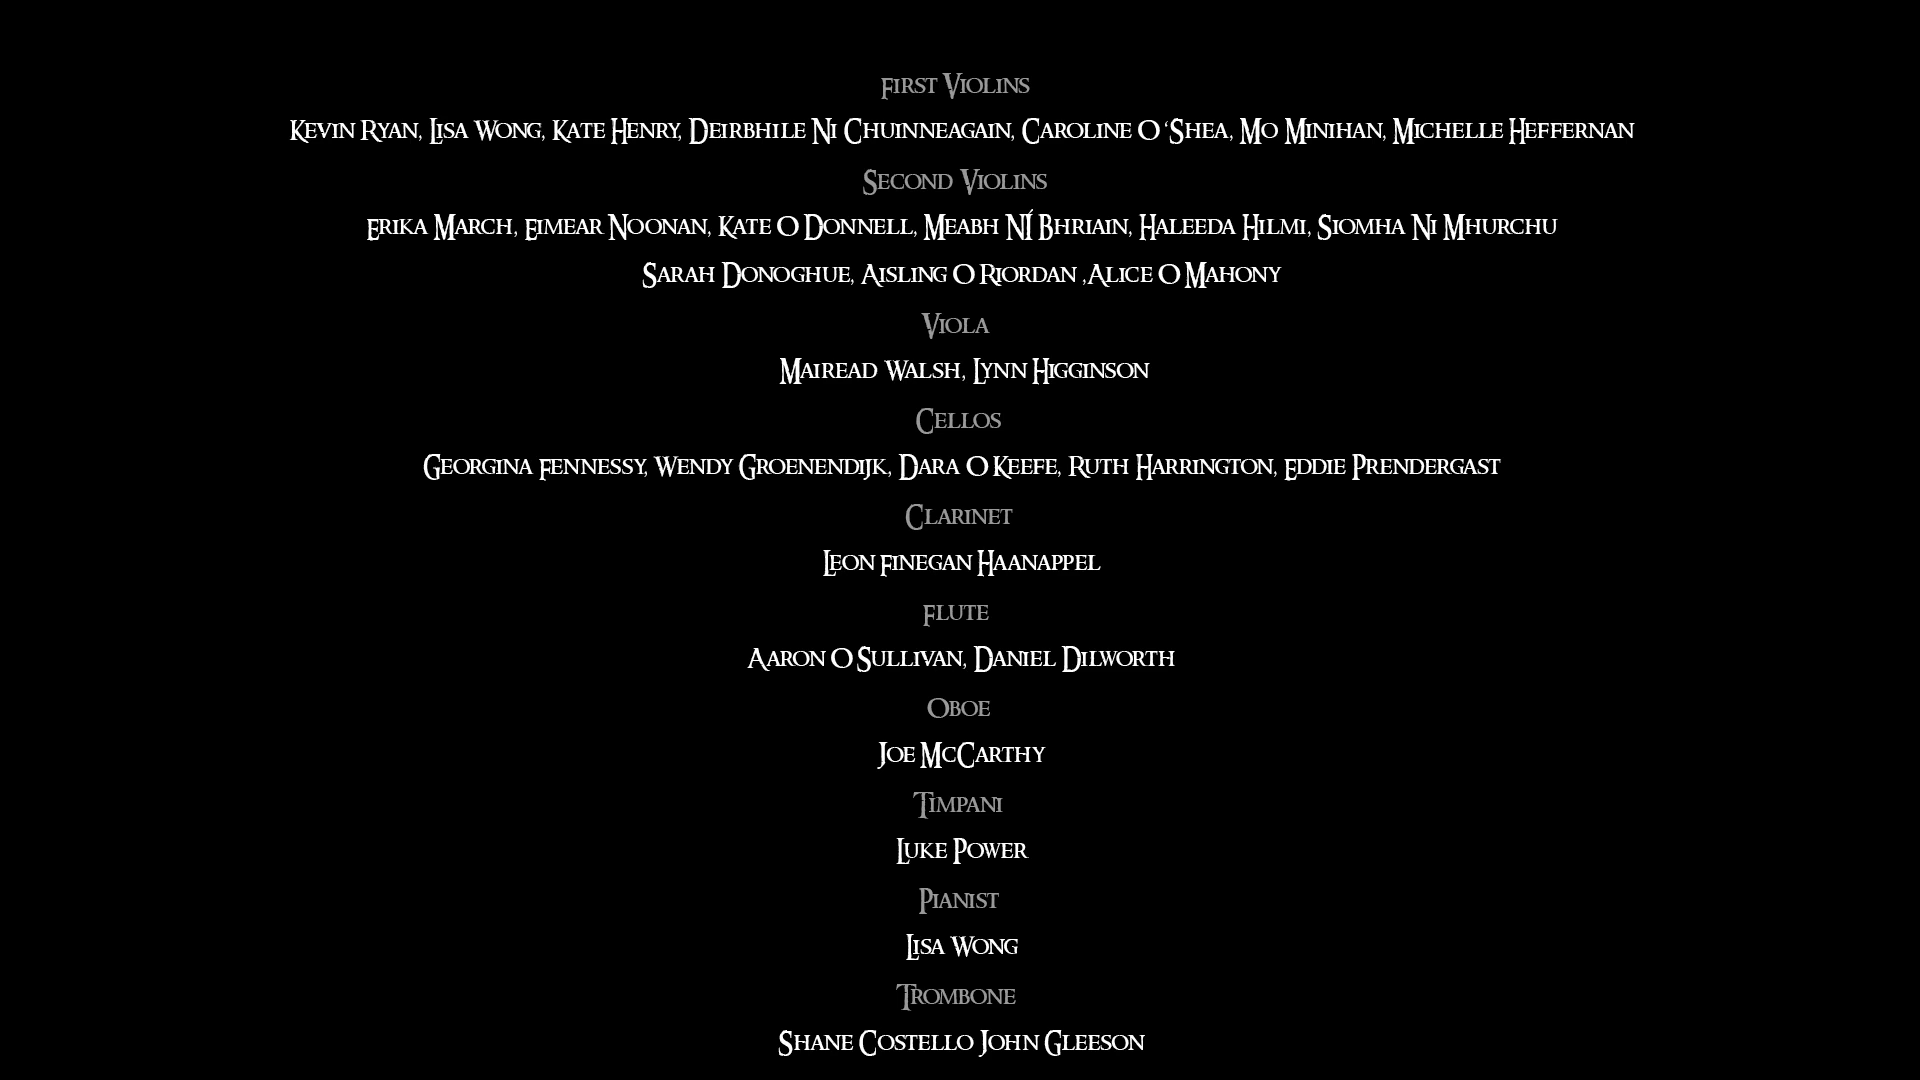 First Violins
Kevin Ryan, Lisa Wong, Kate Henry, Deirbhile Ni Chuinneagain, Caroline O ‘Shea, Mo Minihan, Michelle Heffernan
Second Violins
Erika March, Eimear Noonan, Kate O Donnell, Meabh NÍ Bhriain, Haleeda Hilmi, Siomha Ni Mhurchu
Sarah Donoghue, Aisling O Riordan ,Alice O Mahony
Viola
Mairead Walsh, Lynn Higginson
Cellos
Georgina Fennessy, Wendy Groenendijk, Dara O Keefe, Ruth Harrington, Eddie Prendergast
Clarinet
Leon Finegan Haanappel
Flute
Aaron O Sullivan, Daniel Dilworth
Oboe
Joe McCarthy
Timpani
Luke Power
Pianist
Lisa Wong
Trombone
Shane Costello John Gleeson